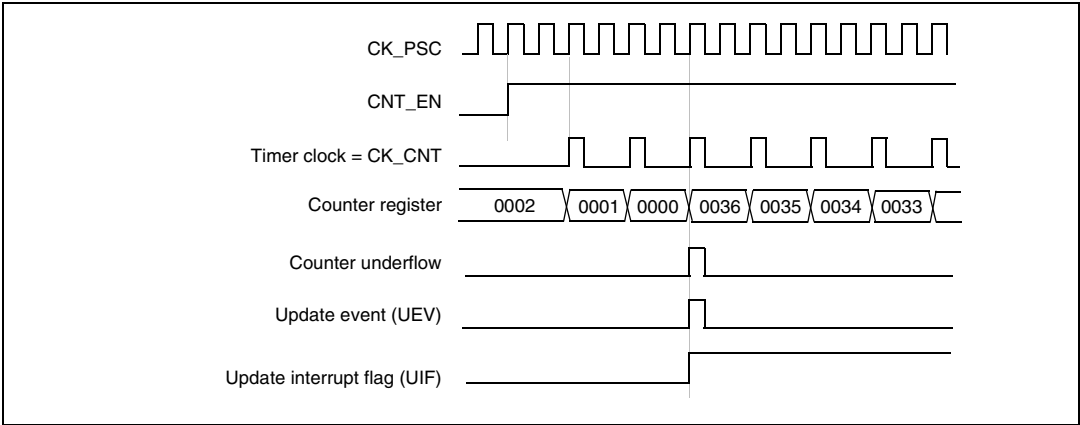 CK_PSC
CNT_EN
Timer clock = CK_CNT
Counter register 0002 0001 0000 0036 0035 0034 0033
Counter underflow
Update event (UEV)
Update interrupt flag (UIF)